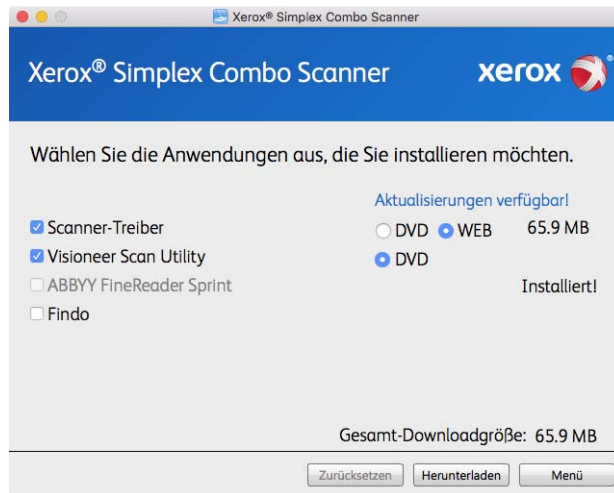 Xerox® Simplex Combo Scanner
Xerox® Simplex Combo Scanner
xerox ®
Wählen Sie die Anwendungen aus, die Sie installieren möchten.
Aktualisierungen verfügbar!
Scanner-Treiber DVD WEB 65.9 MB
Visioneer Scan Utility DVD
ABBYY FineReader Sprint Installiert!
Findo
Gesamt-Downloadgröße: 65.9 MB
Zurücksetzen Herunterladen Menü